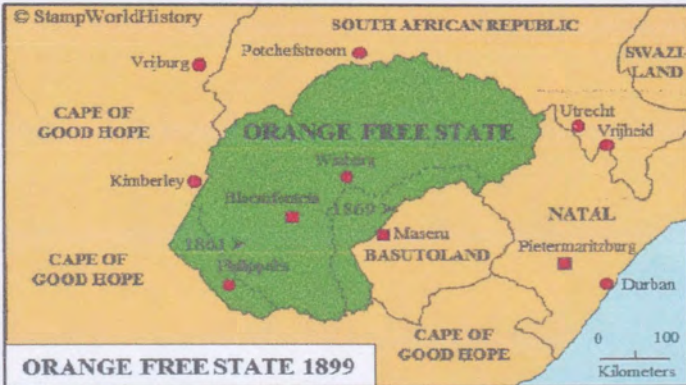 © StampWorldHistory
SOUTH AFRICAN REPUBLIC
Potchefstroom
Vrijburg
SWAZI-
LAND
CAPE OF
GOOD HOPE
Utrecht
Vrijheid
ORANGE FREE STATE
Winburg
Kimberley
Bloemfontein
1869
NATAL
1861
Maseru
BASUTOLAND
Pietermaritzburg
CAPE OF
GOOD HOPE
Philippolis
Durban
CAPE OF
GOOD HOPE
0 100
Kilometers
ORANGE FREE STATE 1899